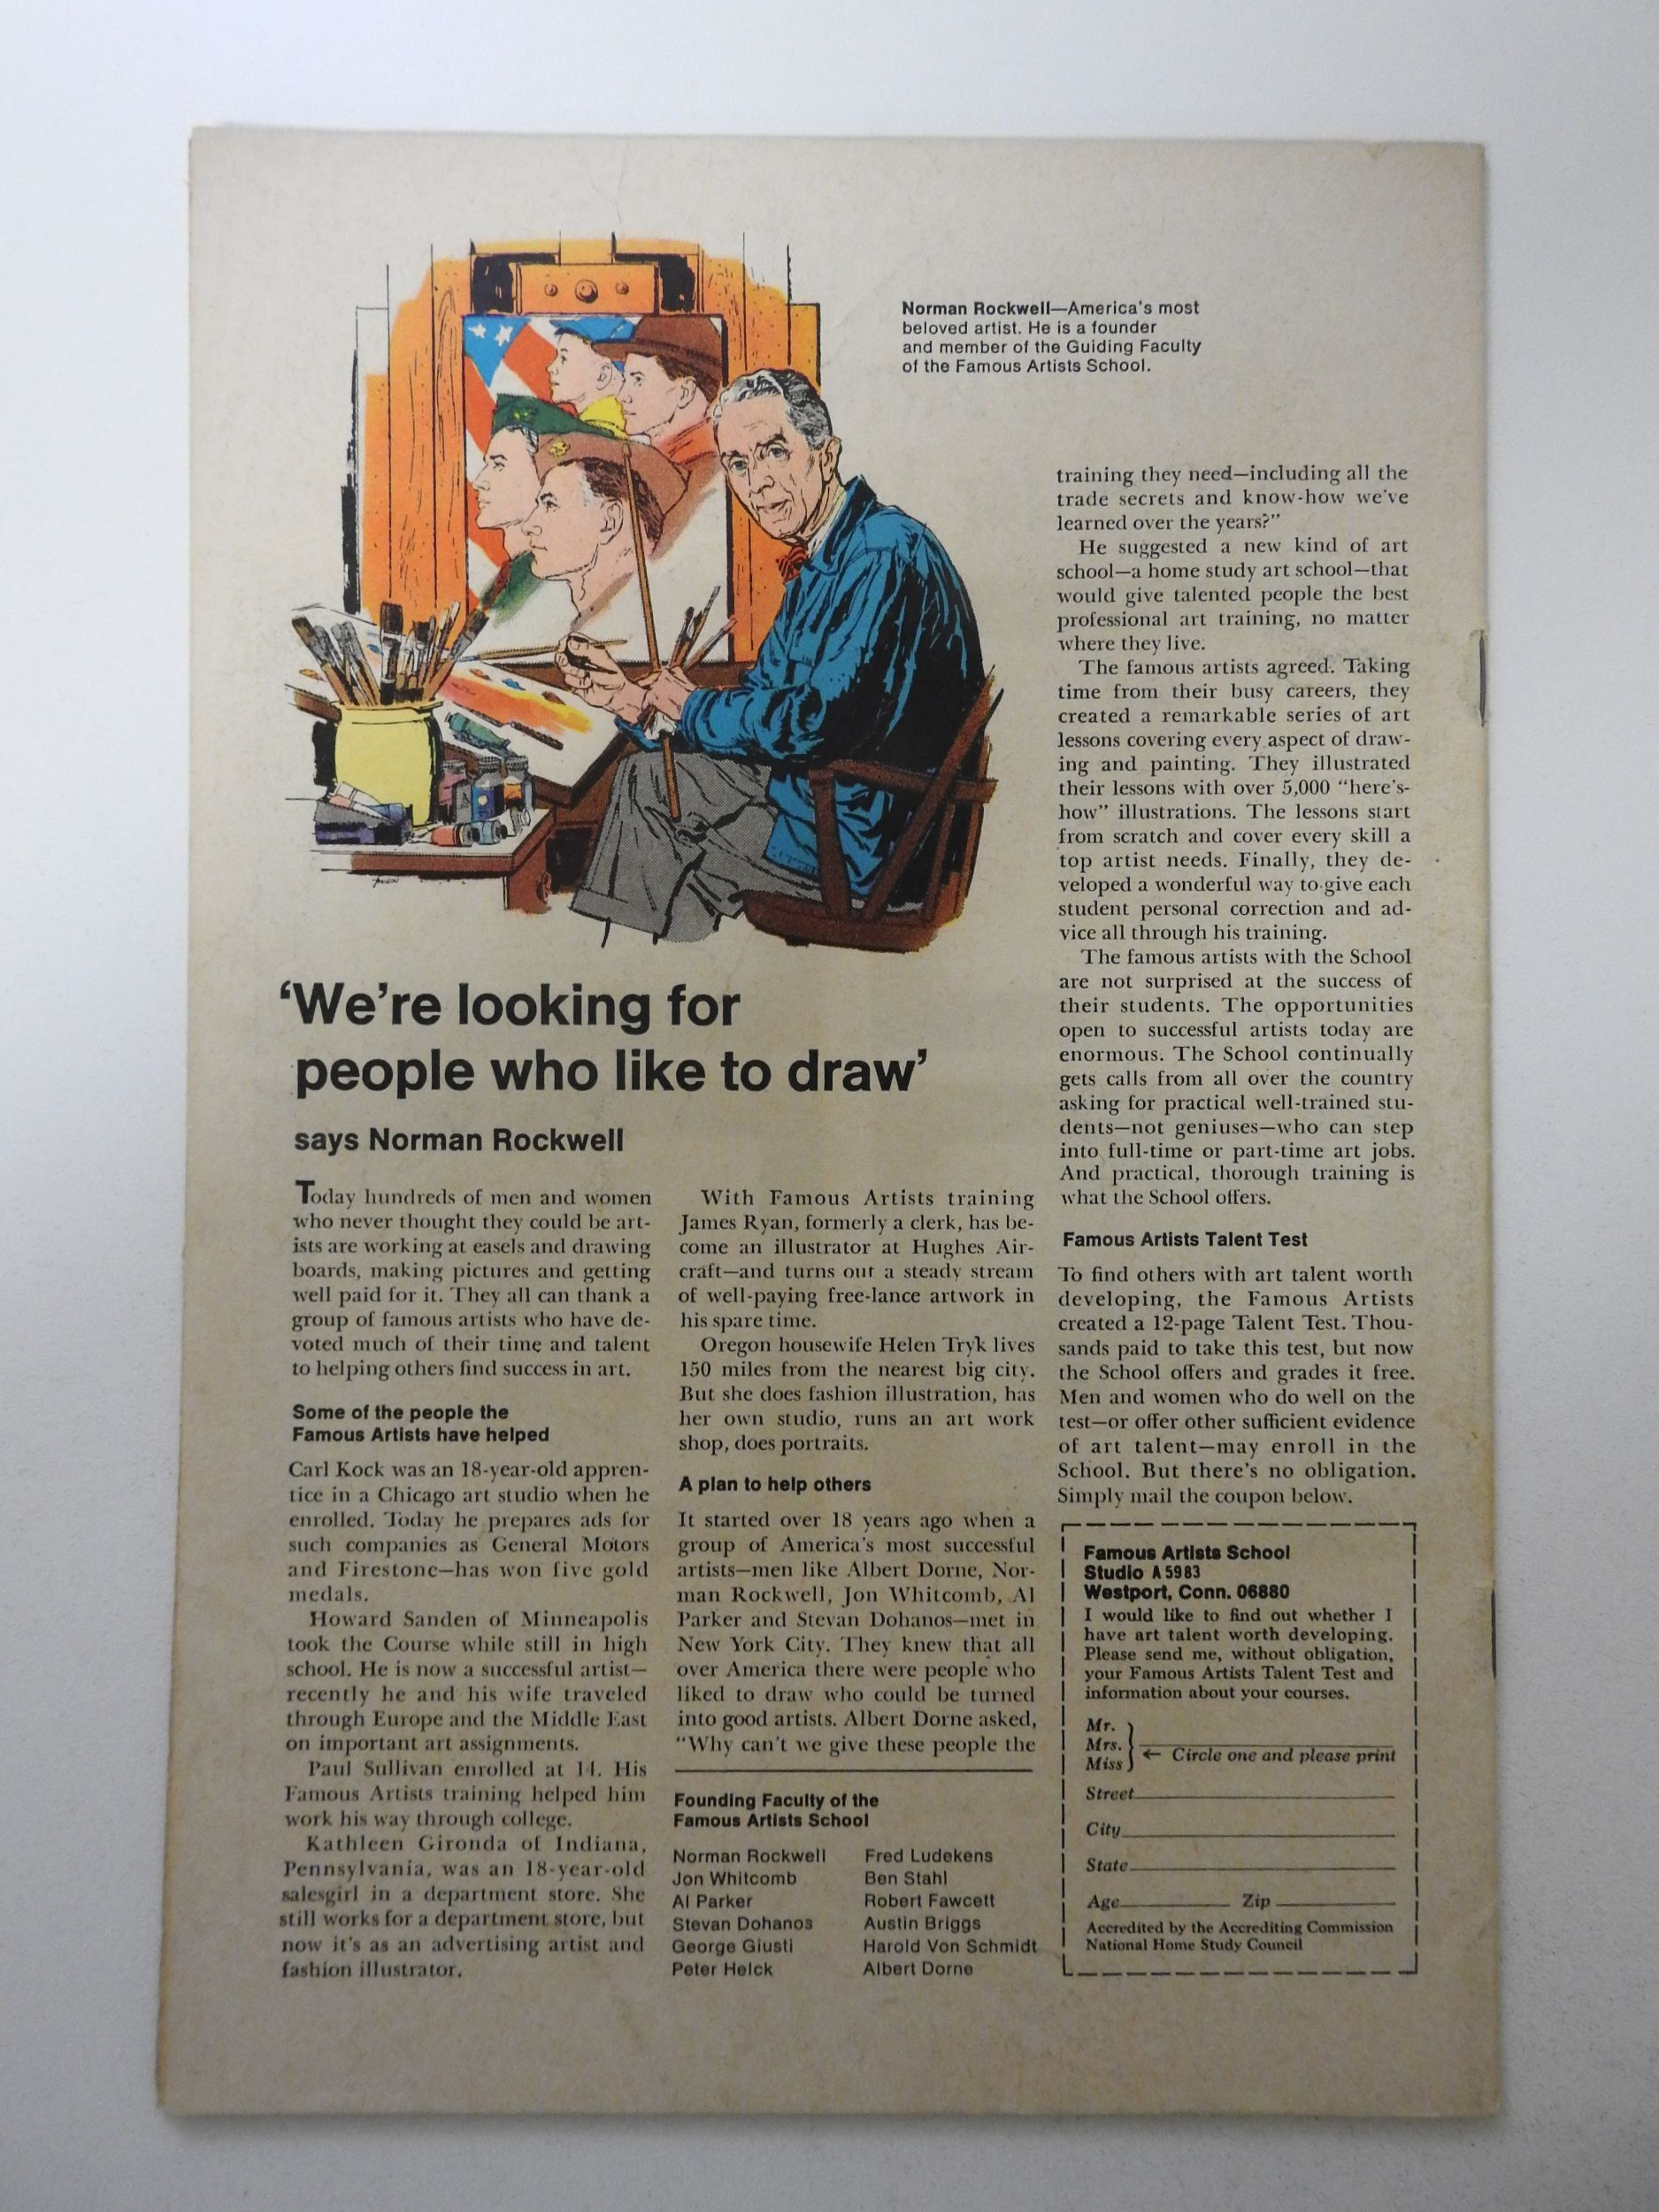 Norman Rockwell—America's most
beloved artist. He is a founder
and member of the Guiding Faculty
of the Famous Artists School.
‘We’re looking for
people who like to draw’
says Norman Rockwell
Today hundreds of men and women
who never thought they could be art-
ists are working at easels and drawing
boards, making pictures and getting
well paid for it. They all can thank a
group of famous artists who have de-
voted much of their time and talent
to helping others find success in art.
Some of the people the
Famous Artists have helped
Carl Kock was an 18-year-old appren-
tice in a Chicago art studio when he
enrolled. Today he prepares ads for
such companies as General Motors
and Firestone—has won five gold
medals.
Howard Sanden of Minneapolis
took the Course while still in high
school. He is now a successful artist—
recently he and his wife traveled
through Europe and the Middle East
on important art assignments.
Paul Sullivan enrolled at 14. His
Famous Artists training helped him
work his way through college.
Kathleen Gironda of Indiana,
Pennsylvania, was an 18-year-old
salesgirl in a department store. She
still works for a department store, but
now it's as an advertising artist and
fashion illustrator.
With Famous Artists training
James Ryan, formerly a clerk, has be-
come an illustrator at Hughes Air-
craft—and turns out a steady stream
of well-paying free-lance artwork in
his spare time.
Oregon housewife Helen Tryk lives
150 miles from the nearest big city.
But she does fashion illustration, has
her own studio, runs an art work
shop, does portraits.
A plan to help others
It started over 18 years ago when a
group of America's most successful
artists—men like Albert Dorne, Nor-
man Rockwell, Jon Whitcomb, Al
Parker and Stevan Dohanos—met in
New York City. They knew that all
over America there were people who
liked to draw who could be turned
into good artists. Albert Dorne asked,
“Why can't we give these people the
Founding Faculty of the
Famous Artists School
Norman Rockwell
Jon Whitcomb
Al Parker
Stevan Dohanos
George Giusti
Peter Helck
Fred Ludekens
Ben Stahl
Robert Fawcett
Austin Briggs
Harold Von Schmidt
Albert Dorne
training they need—including all the
trade secrets and know-how we've
learned over the years?”
He suggested a new kind of art
school—a home study art school—that
would give talented people the best
professional art training, no matter
where they live.
The famous artists agreed. Taking
time from their busy careers, they
created a remarkable series of art
lessons covering every aspect of draw-
ing and painting. They illustrated
their lessons with over 5,000 “here's-
how” illustrations. The lessons start
from scratch and cover every skill a
top artist needs. Finally, they de-
veloped a wonderful way to give each
student personal correction and ad-
vice all through his training.
The famous artists with the School
are not surprised at the success of
their students. The opportunities
open to successful artists today are
enormous. The School continually
gets calls from all over the country
asking for practical well-trained stu-
dents—not geniuses—who can step
into full-time or part-time art jobs.
And practical, thorough training is
what the School offers.
Famous Artists Talent Test
To find others with art talent worth
developing, the Famous Artists
created a 12-page Talent Test. Thou-
sands paid to take this test, but now
the School offers and grades it free.
Men and women who do well on the
test—or offer other sufficient evidence
of art talent—may enroll in the
School. But there's no obligation.
Simply mail the coupon below.
Famous Artists School
Studio A5983
Westport, Conn. 06880
I would like to find out whether I
have art talent worth developing.
Please send me, without obligation,
your Famous Artists Talent Test and
information about your courses.
Mr.
Mrs.
Miss
← Circle one and please print
Street
City
State
Age Zip
Accredited by the Accrediting Commission
National Home Study Council